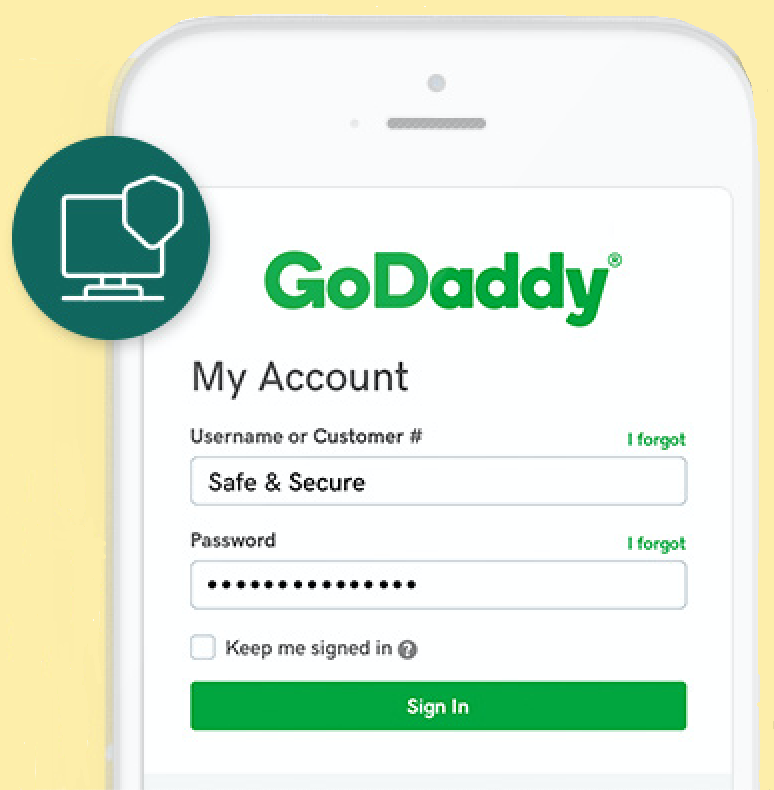 GoDaddy®
My Account
Username or Customer #
I forgot
Safe & Secure
Password
I forgot
•••••••••••••••
Keep me signed in ?
Sign In